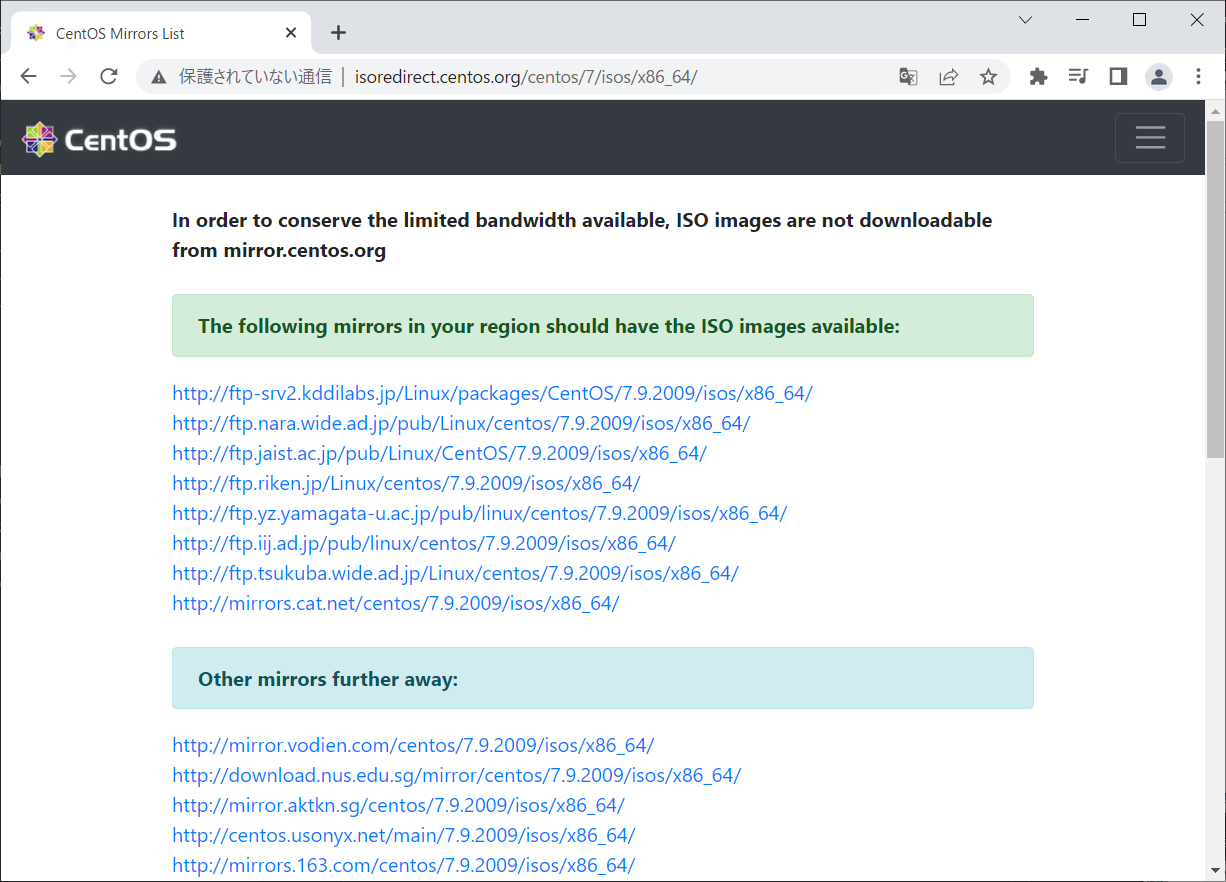 CentOS Mirrors List
保護されていない通信 | isoredirect.centos.org/centos/7/isos/x86_64/
CentOS
In order to conserve the limited bandwidth available, ISO images are not downloadable
from mirror.centos.org
The following mirrors in your region should have the ISO images available:
http://ftp-srv2.kddilabs.jp/Linux/packages/CentOS/7.9.2009/isos/x86_64/
http://ftp.nara.wide.ad.jp/pub/Linux/centos/7.9.2009/isos/x86_64/
http://ftp.jaist.ac.jp/pub/Linux/CentOS/7.9.2009/isos/x86_64/
http://ftp.riken.jp/Linux/centos/7.9.2009/isos/x86_64/
http://ftp.yz.yamagata-u.ac.jp/pub/linux/centos/7.9.2009/isos/x86_64/
http://ftp.iij.ad.jp/pub/linux/centos/7.9.2009/isos/x86_64/
http://ftp.tsukuba.wide.ad.jp/Linux/centos/7.9.2009/isos/x86_64/
http://mirrors.cat.net/centos/7.9.2009/isos/x86_64/
Other mirrors further away:
http://mirror.vodien.com/centos/7.9.2009/isos/x86_64/
http://download.nus.edu.sg/mirror/centos/7.9.2009/isos/x86_64/
http://mirror.aktkn.sg/centos/7.9.2009/isos/x86_64/
http://centos.usonyx.net/main/7.9.2009/isos/x86_64/
http://mirrors.163.com/centos/7.9.2009/isos/x86_64/